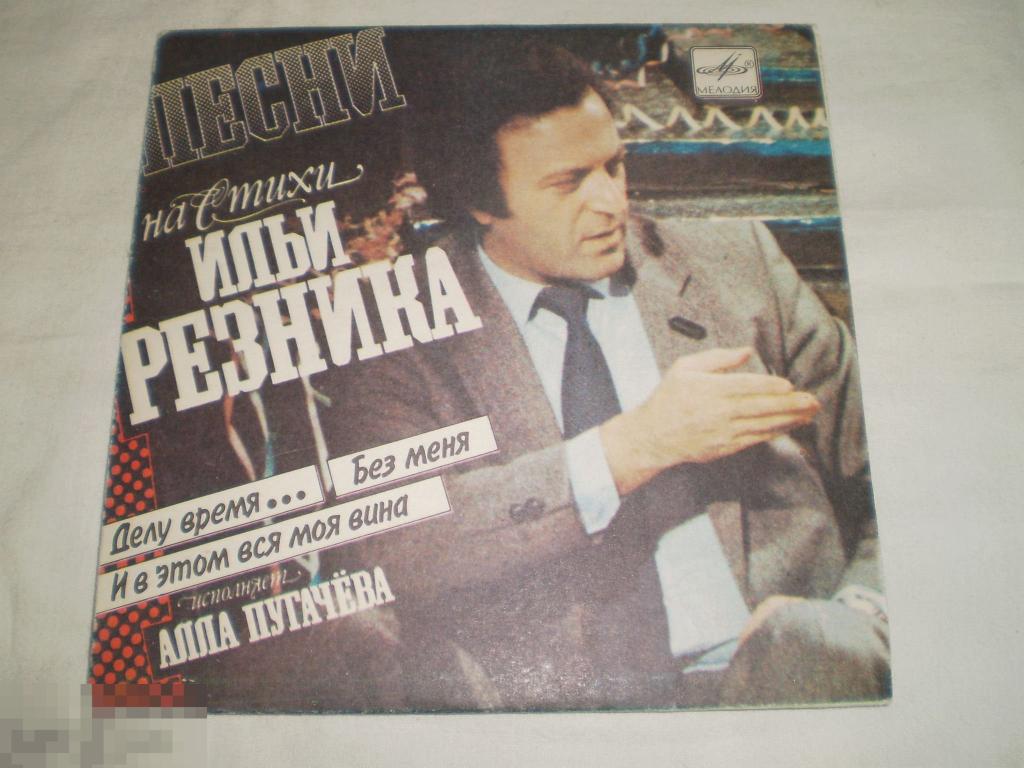 ПЕСНИ
МЕЛОДИЯ
на Стихи
ИЛЬИ
РЕЗНИКА
Без меня
Делу время...
И в этом вся моя вина
исполняет
АЛЛА ПУГАЧЁВА